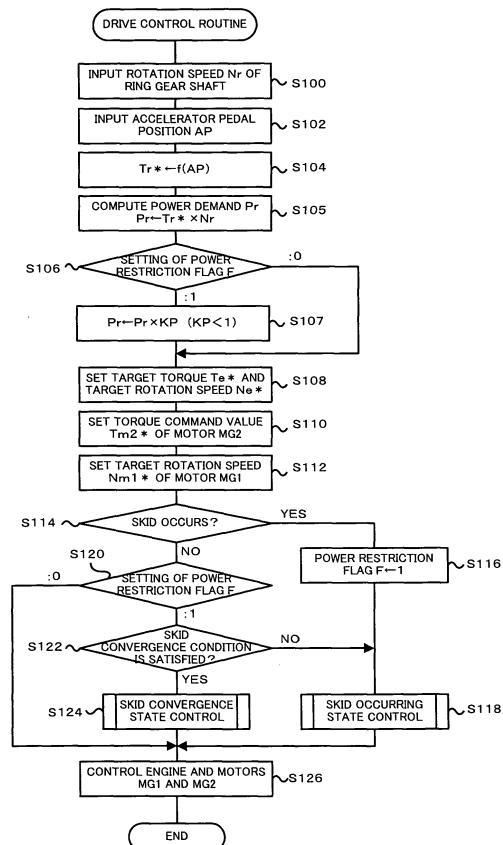 DRIVE CONTROL ROUTINE
INPUT ROTATION SPEED Nr OF
RING GEAR SHAFT
S100
INPUT ACCELERATOR PEDAL
POSITION AP
S102
Tr*←f(AP)
S104
COMPUTE POWER DEMAND Pr
Pr←Tr*×Nr
S105
S106
SETTING OF POWER
RESTRICTION FLAG F
:0
:1
Pr←Pr×KP (KP<1)
S107
SET TARGET TORQUE Te* AND
TARGET ROTATION SPEED Ne*
S108
SET TORQUE COMMAND VALUE
Tm2* OF MOTOR MG2
S110
SET TARGET ROTATION SPEED
Nm1* OF MOTOR MG1
S112
S114
SKID OCCURS?
YES
NO
POWER RESTRICTION
FLAG F←1
S116
S120
:0
SETTING OF POWER
RESTRICTION FLAG F
:1
S122
SKID
CONVERGENCE CONDITION
IS SATISFIED?
NO
YES
S124
SKID CONVERGENCE
STATE CONTROL
SKID OCCURRING
STATE CONTROL
S118
CONTROL ENGINE AND MOTORS
MG1 AND MG2
S126
END